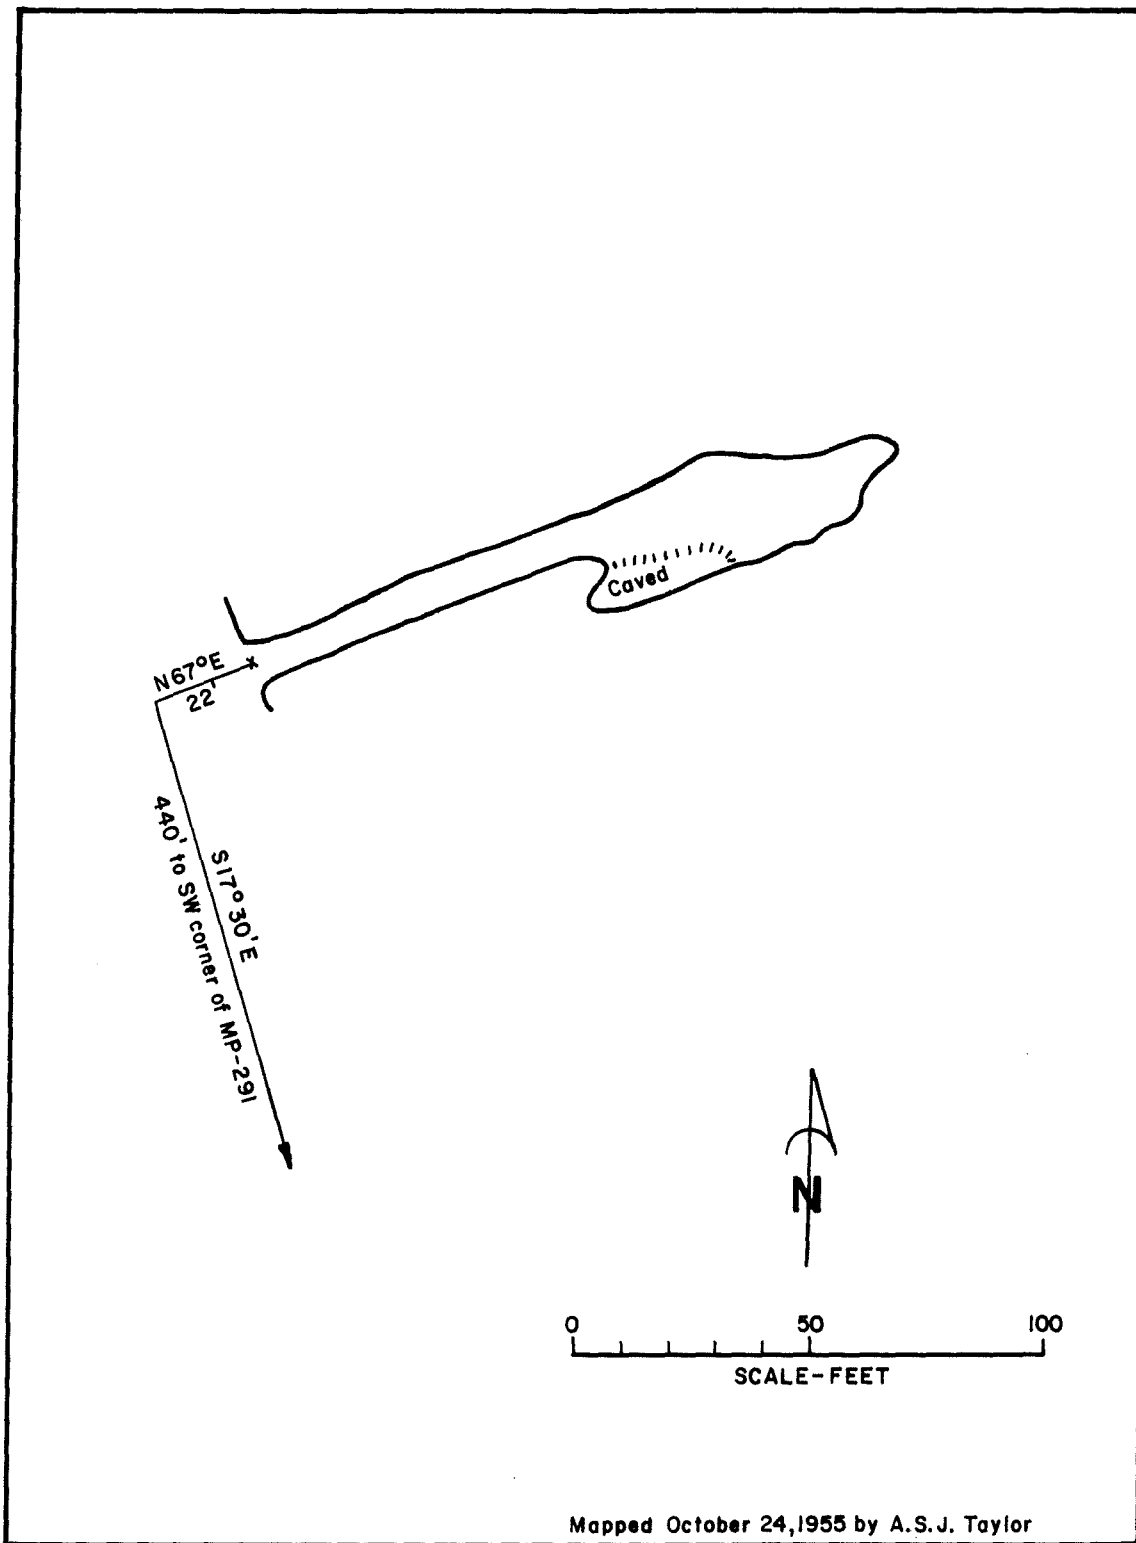 Caved
N67°E
22'
S17°30'E
440' to SW corner of MP-291
N
0 50 100
SCALE-FEET
Mapped October 24,1955 by A.S.J. Taylor